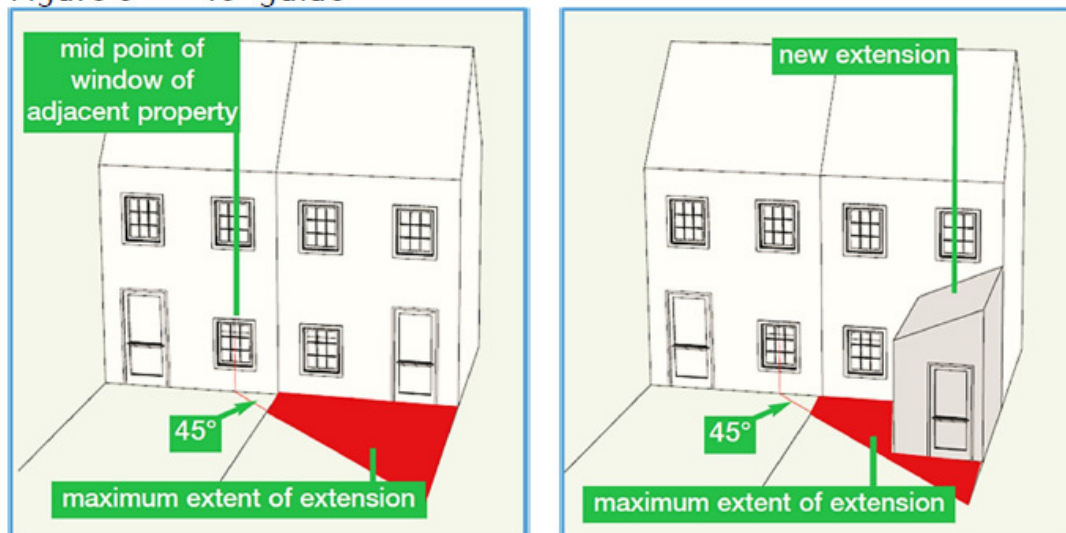 mid point of
window of
adjacent property
45°
maximum extent of extension
new extension
45°
maximum extent of extension